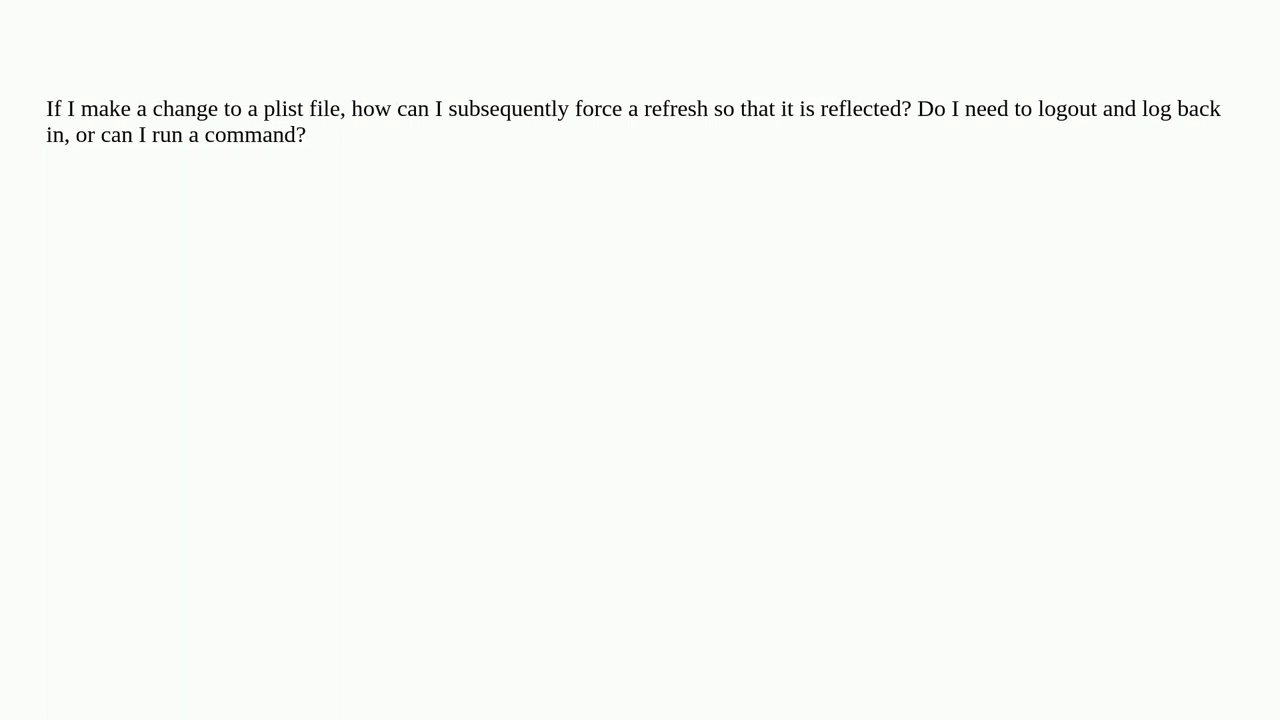 If I make a change to a plist file, how can I subsequently force a refresh so that it is reflected? Do I need to logout and log back
in, or can I run a command?